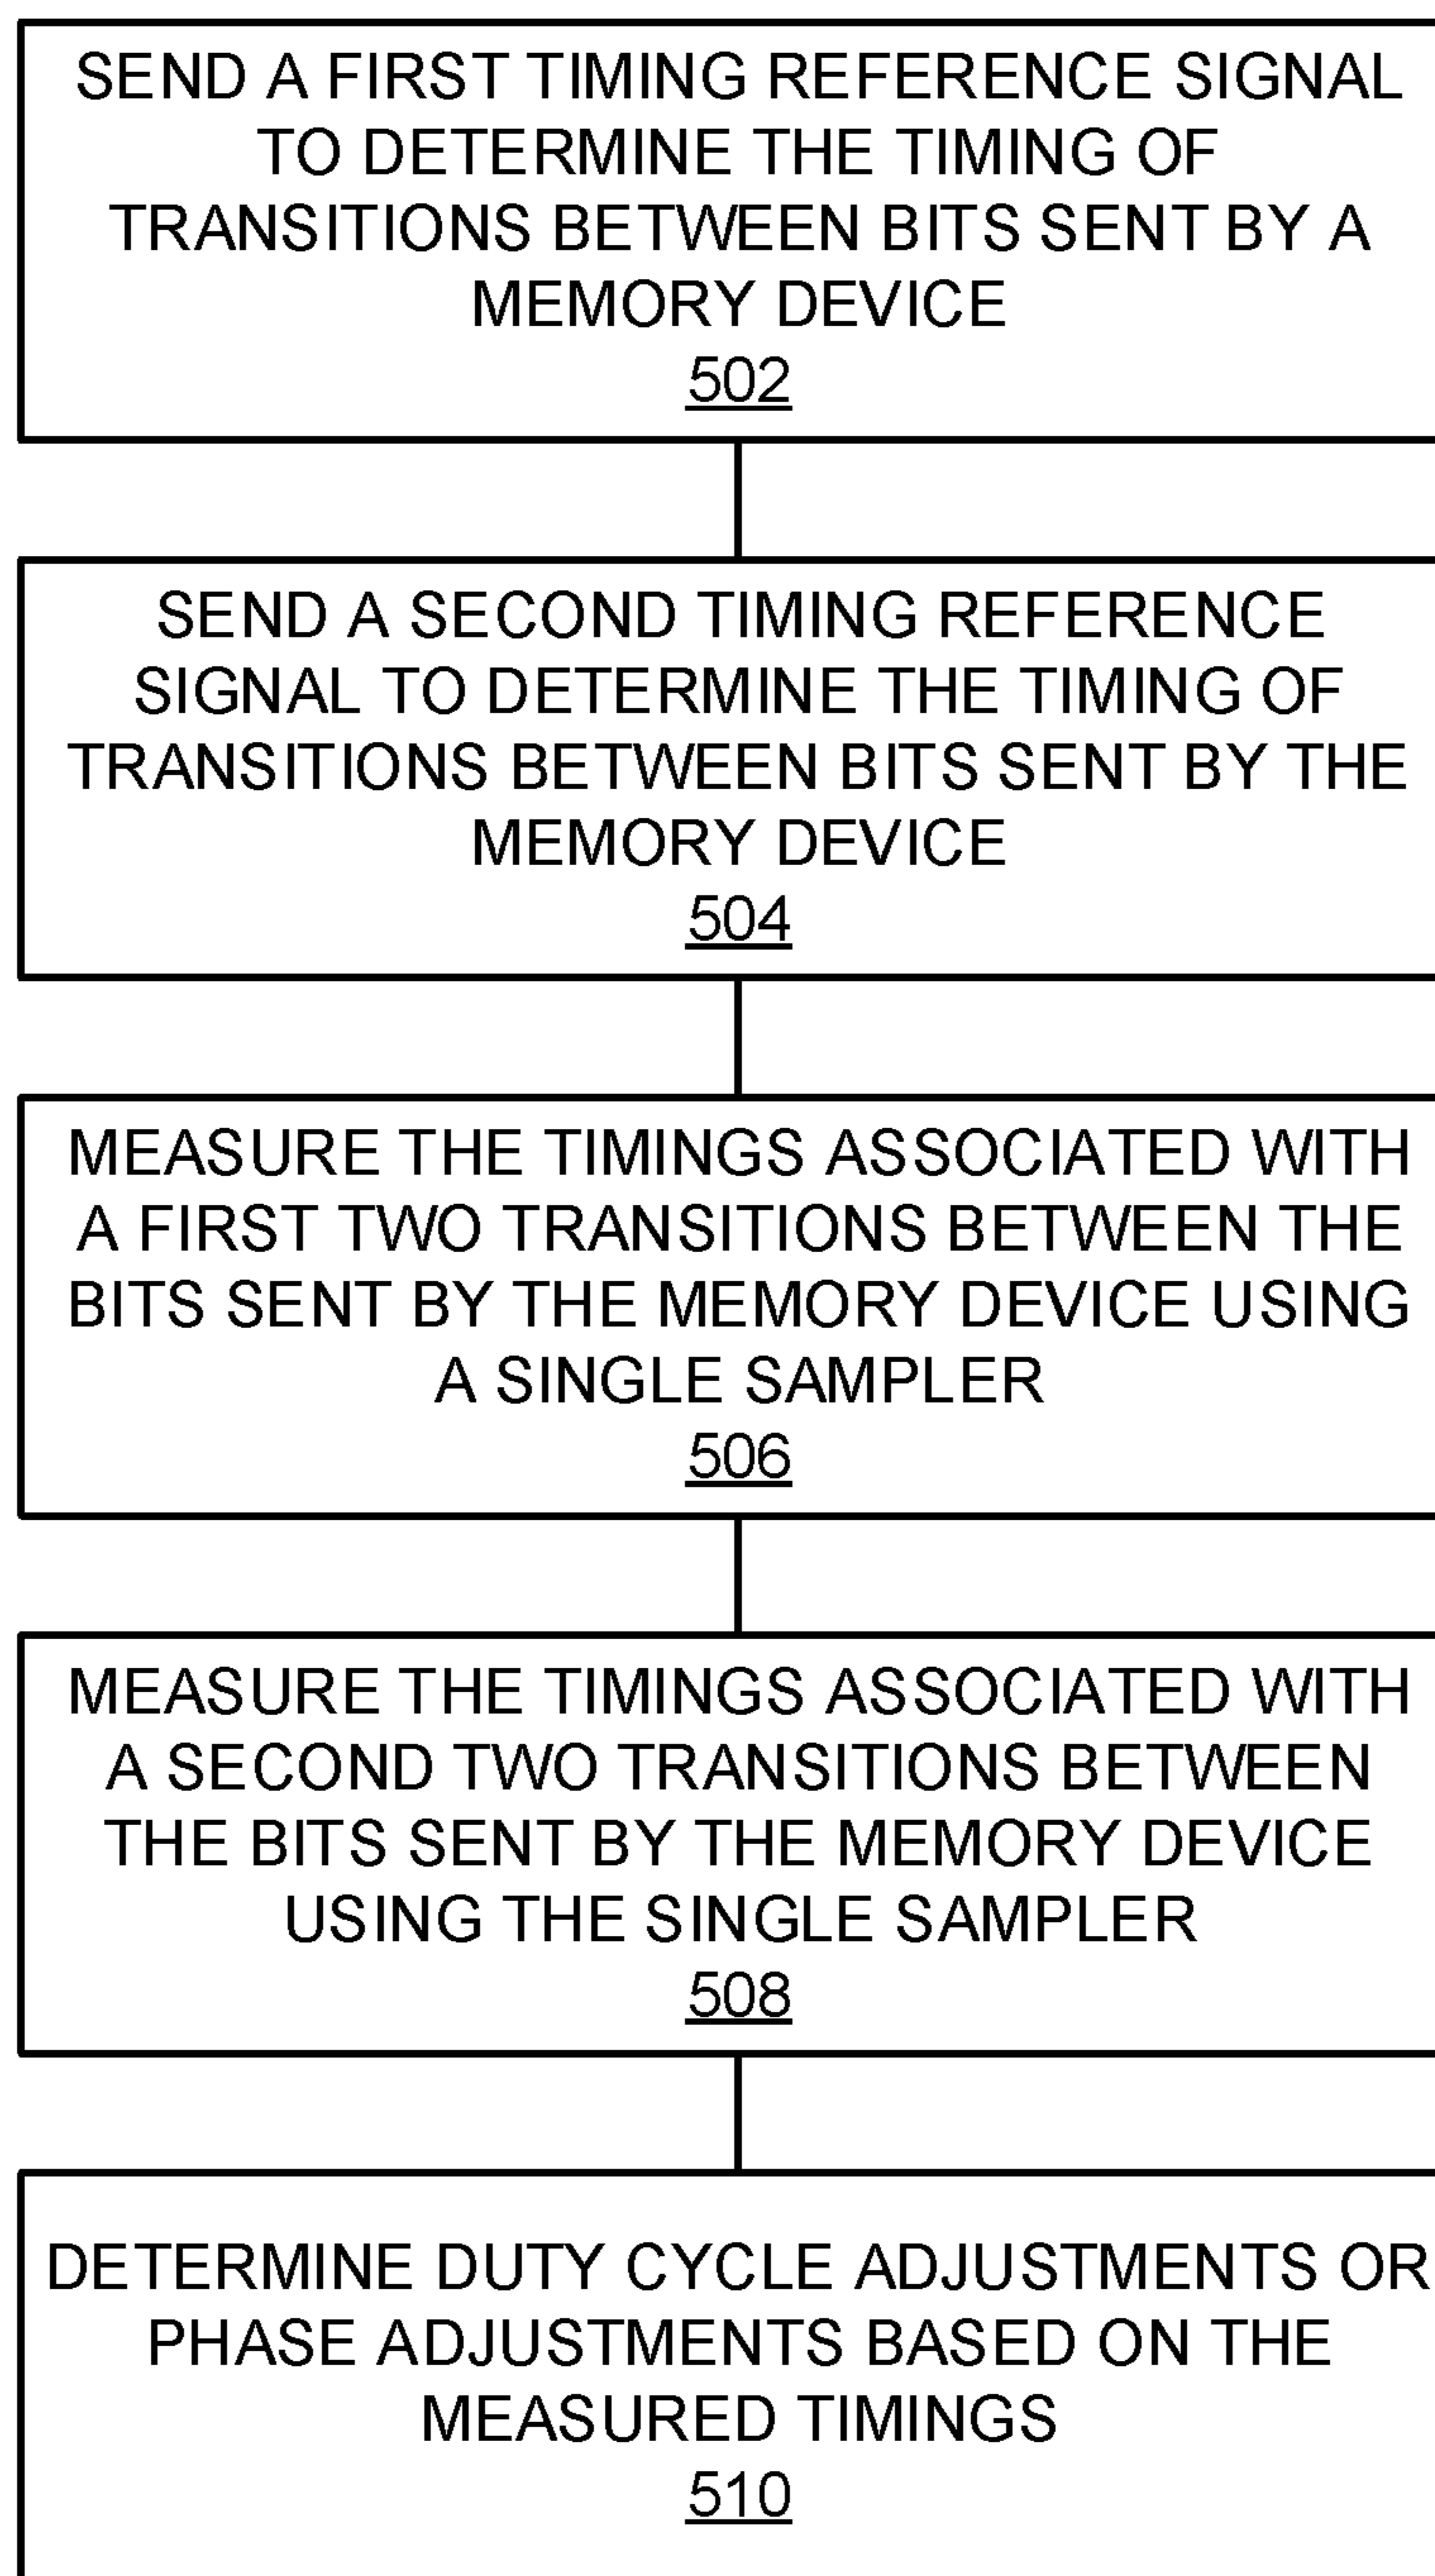 SEND A FIRST TIMING REFERENCE SIGNAL
TO DETERMINE THE TIMING OF
TRANSITIONS BETWEEN BITS SENT BY A
MEMORY DEVICE
502
SEND A SECOND TIMING REFERENCE
SIGNAL TO DETERMINE THE TIMING OF
TRANSITIONS BETWEEN BITS SENT BY THE
MEMORY DEVICE
504
MEASURE THE TIMINGS ASSOCIATED WITH
A FIRST TWO TRANSITIONS BETWEEN THE
BITS SENT BY THE MEMORY DEVICE USING
A SINGLE SAMPLER
506
MEASURE THE TIMINGS ASSOCIATED WITH
A SECOND TWO TRANSITIONS BETWEEN
THE BITS SENT BY THE MEMORY DEVICE
USING THE SINGLE SAMPLER
508
DETERMINE DUTY CYCLE ADJUSTMENTS OR
PHASE ADJUSTMENTS BASED ON THE
MEASURED TIMINGS
510